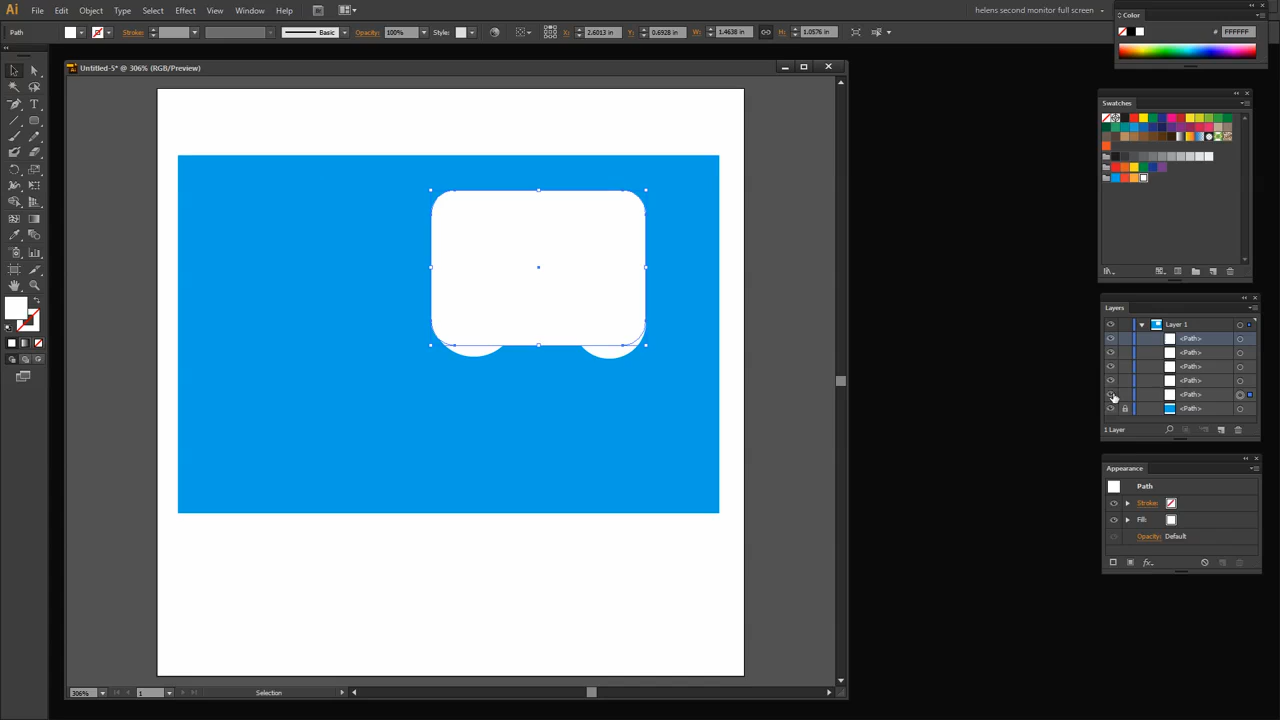 Ai File Edit Object Type Select Effect View Window Help helens second monitor full screen
Color
Path Stroke: Basic Opacity: 100% Style: X: 2.6013 in Y: 0.6928 in W: 1.4638 in H: 1.0576 in
# FFFFFF
Untitled-5* @ 306% (RGB/Preview)
Swatches
Layers
Layer 1
<Path>
<Path>
<Path>
<Path>
<Path>
<Path>
1 Layer
Appearance
Path
Stroke:
Fill:
Opacity: Default
fx
306% 1 Selection